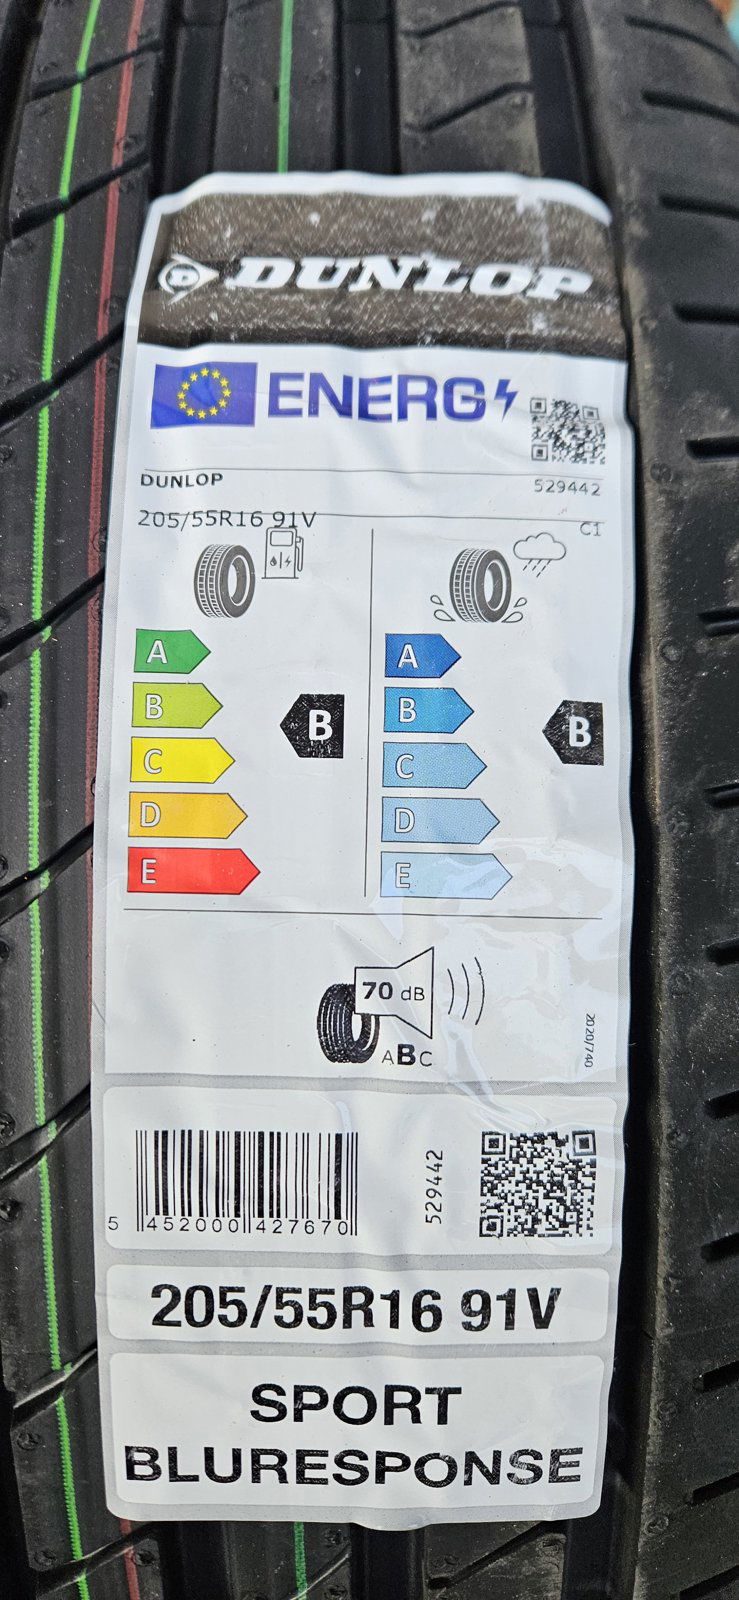 DUNLOP
ENERG
DUNLOP 529442
205/55R16 91V C1
A
B
C
D
E
B
A
B
C
D
E
B
70 dB
ABC
2020/740
5 452000 427670
529442
205/55R16 91V
SPORT
BLURESPONSE